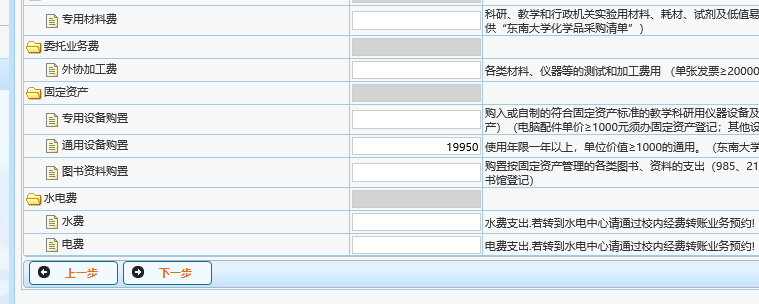 专用材料费
科研、教学和行政机关实验用材料、耗材、试剂及低值易
供“东南大学化学品采购清单”）
委托业务费
外协加工费
各类材料、仪器等的测试和加工费用 （单张发票≥20000
固定资产
专用设备购置
购入或自制的符合固定资产标准的教学科研用仪器设备及
产）（电脑配件单价≥1000元须办固定资产登记；其他设
通用设备购置
19950
使用年限一年以上，单位价值≥1000的通用。（东南大学
图书资料购置
购置按固定资产管理的各类图书、资料的支出（985、21
书馆登记）
水电费
水费
水费支出.若转到水电中心请通过校内经费转账业务预约!
电费
电费支出.若转到水电中心请通过校内经费转账业务预约!
上一步
下一步